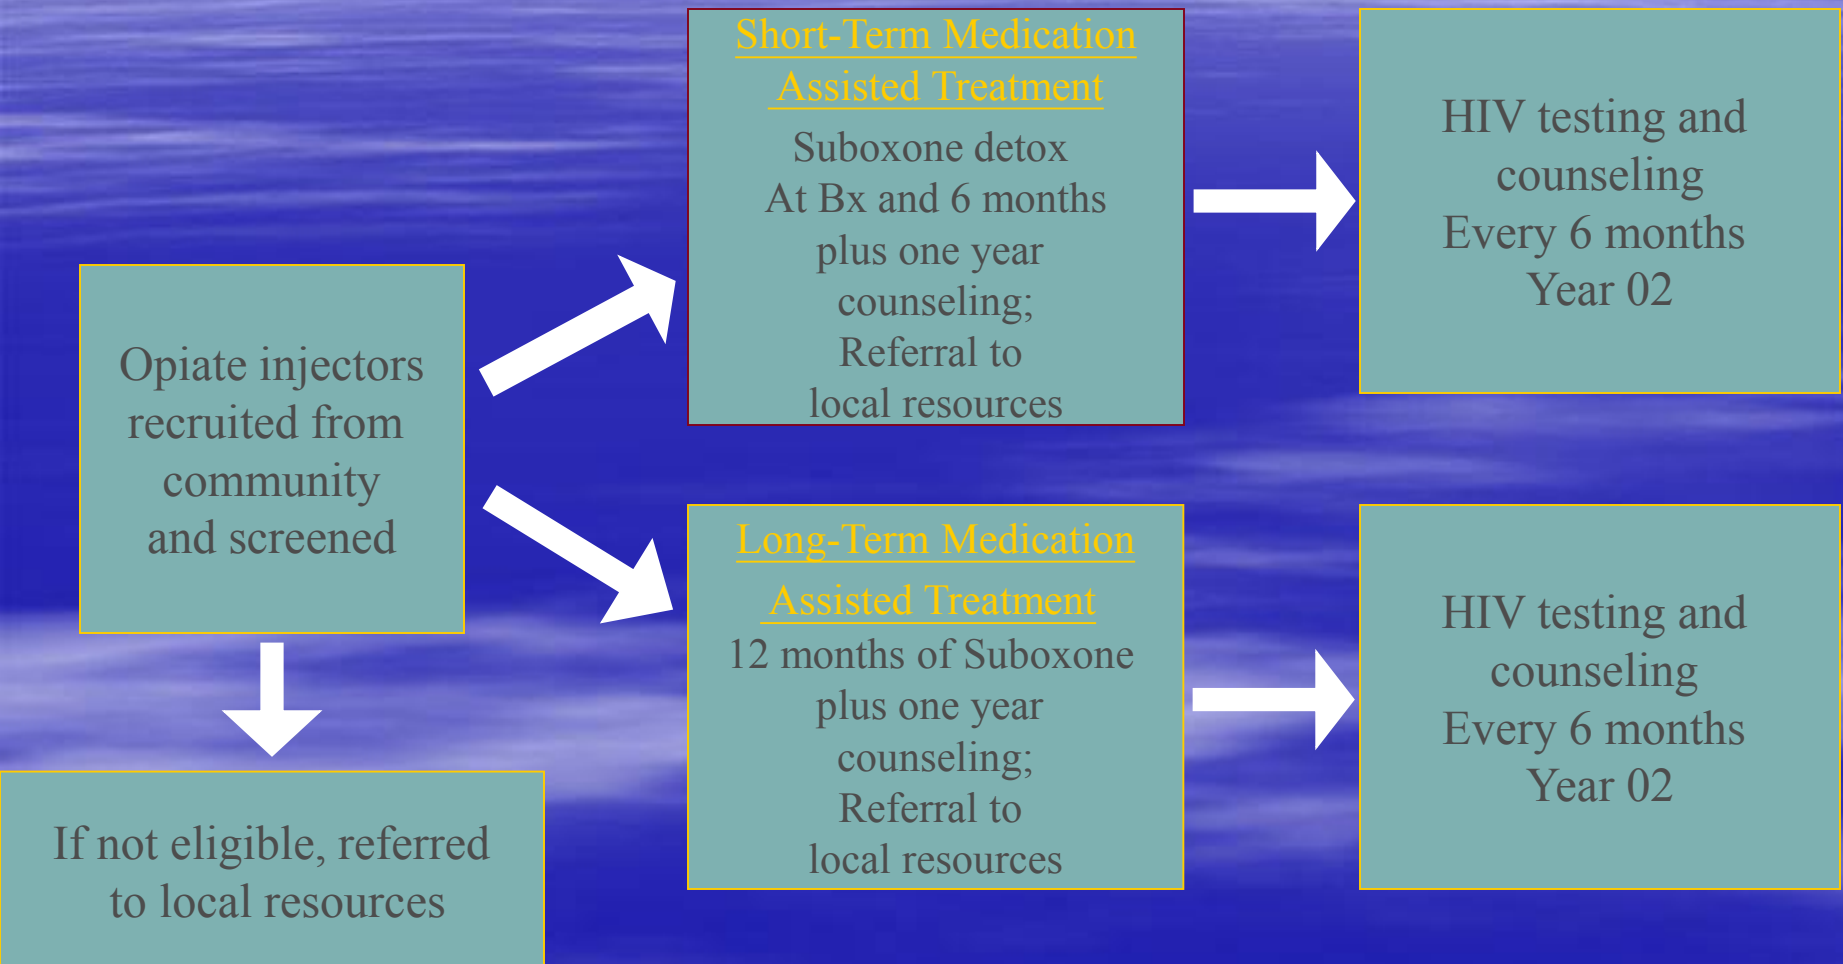 Opiate injectors
recruited from
community
and screened
If not eligible, referred
to local resources
Short-Term Medication
Assisted Treatment
Suboxone detox
At Bx and 6 months
plus one year
counseling;
Referral to
local resources
HIV testing and
counseling
Every 6 months
Year 02
Long-Term Medication
Assisted Treatment
12 months of Suboxone
plus one year
counseling;
Referral to
local resources
HIV testing and
counseling
Every 6 months
Year 02